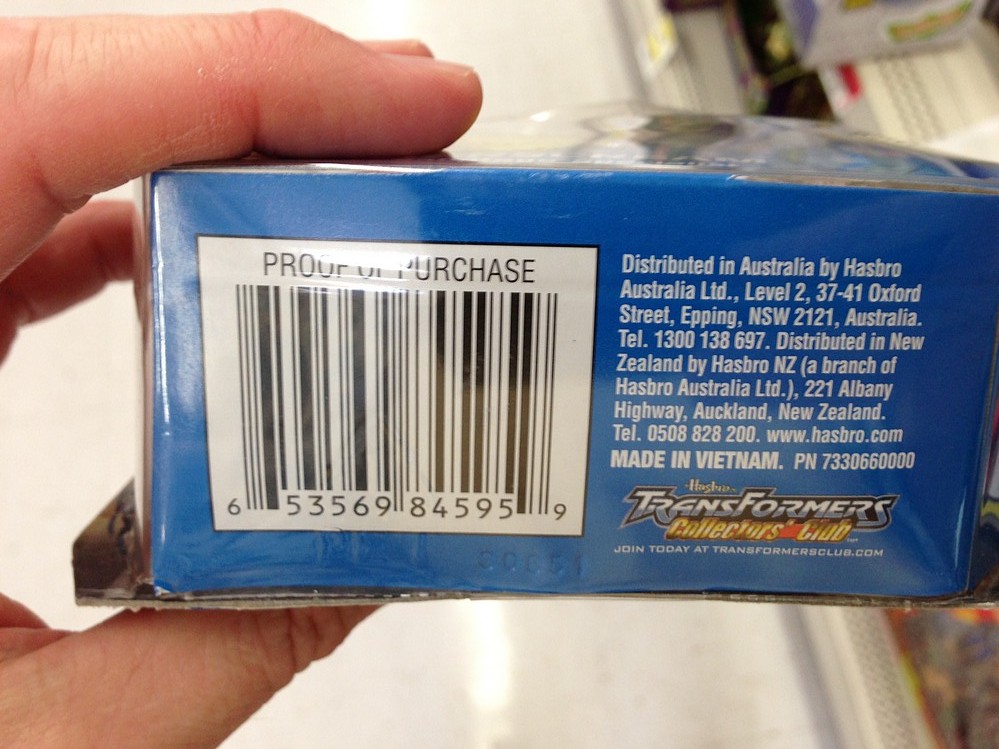 PROOF OF PURCHASE
6 53569 84595 9
Distributed in Australia by Hasbro
Australia Ltd., Level 2, 37-41 Oxford
Street, Epping, NSW 2121, Australia.
Tel. 1300 138 697. Distributed in New
Zealand by Hasbro NZ (a branch of
Hasbro Australia Ltd.), 221 Albany
Highway, Auckland, New Zealand.
Tel. 0508 828 200. www.hasbro.com
MADE IN VIETNAM. PN 7330660000
Hasbro
TRANSFORMERS
Collectors' Club™
JOIN TODAY AT TRANSFORMERSCLUB.COM